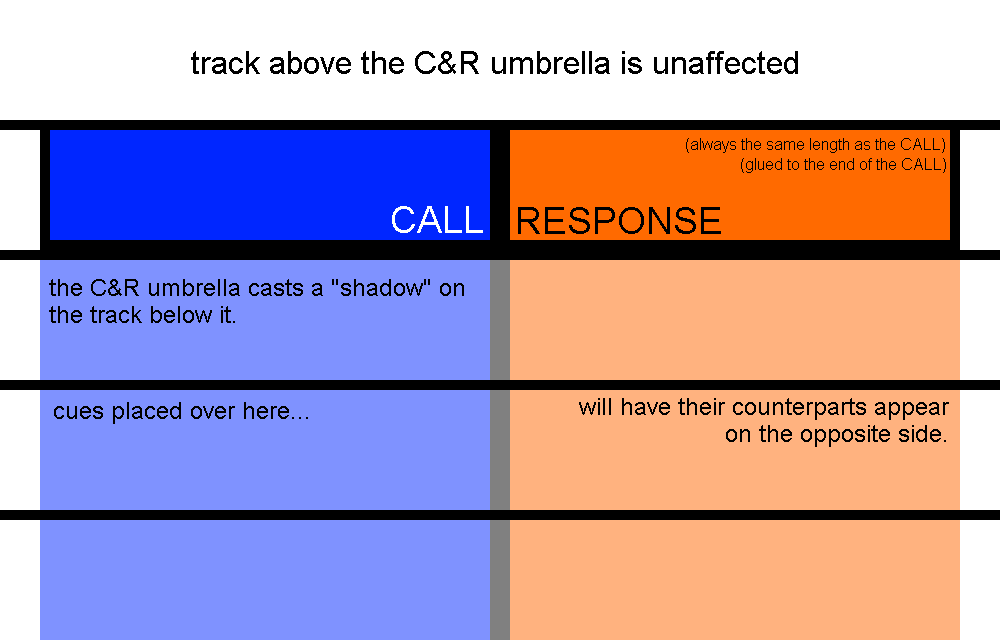 track above the C&R umbrella is unaffected
(always the same length as the CALL)
(glued to the end of the CALL)
CALL
RESPONSE
the C&R umbrella casts a "shadow" on
the track below it.
cues placed over here...
will have their counterparts appear
on the opposite side.